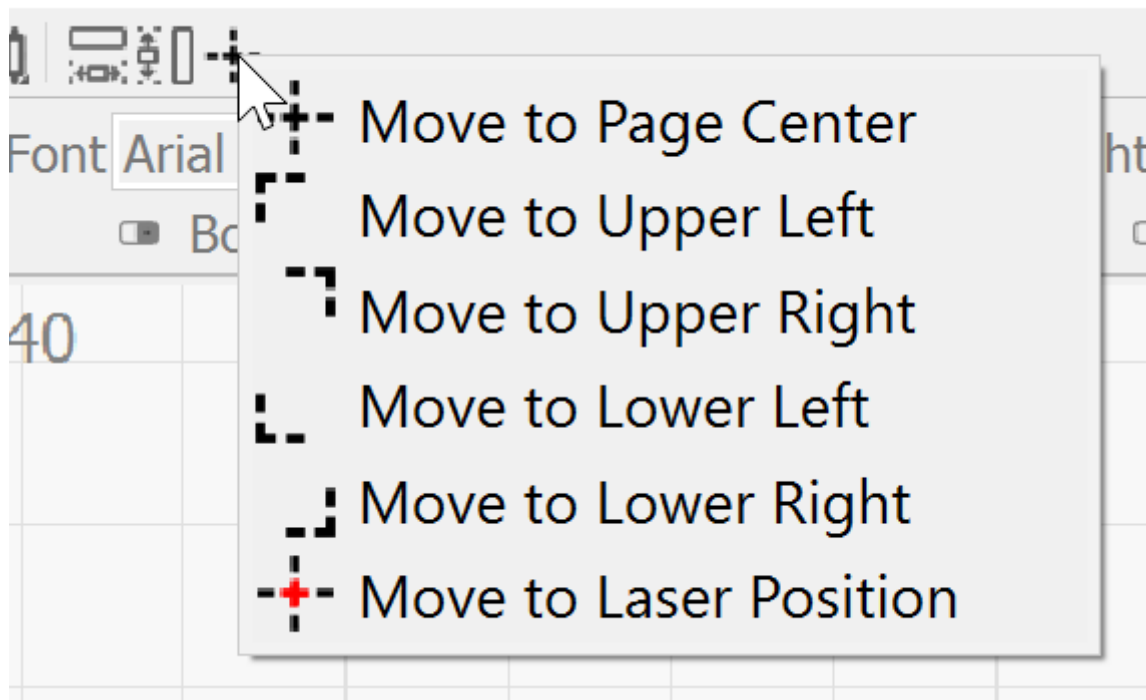 Move to Page Center
Font Arial
ht
Move to Upper Left
Bo
Move to Upper Right
40
Move to Lower Left
Move to Lower Right
Move to Laser Position